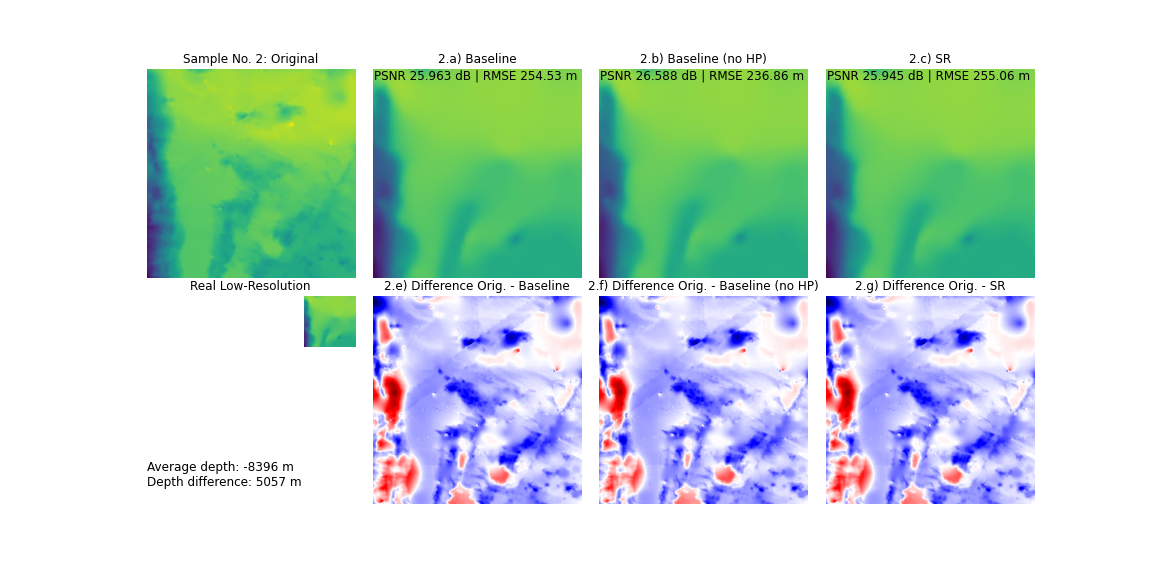 Sample No. 2: Original
2.a) Baseline
2.b) Baseline (no HP)
2.c) SR
PSNR 25.963 dB | RMSE 254.53 m
PSNR 26.588 dB | RMSE 236.86 m
PSNR 25.945 dB | RMSE 255.06 m
Real Low-Resolution
2.e) Difference Orig. - Baseline
2.f) Difference Orig. - Baseline (no HP)
2.g) Difference Orig. - SR
Average depth: -8396 m
Depth difference: 5057 m